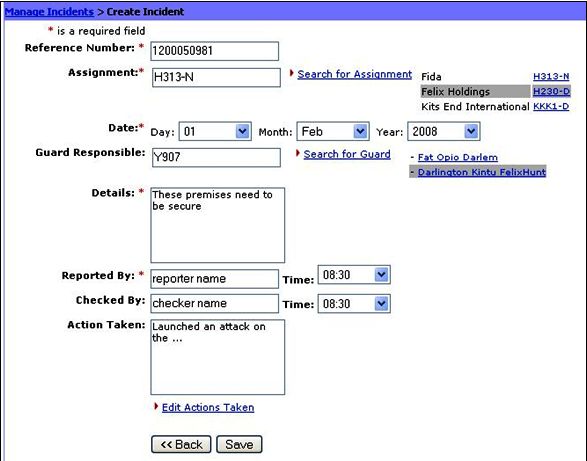 Manage Incidents > Create Incident
* is a required field
Reference Number: * 1200050981
Assignment:* H313-N Search for Assignment
Fida H313-N
Felix Holdings H230-D
Kits End International KKK1-D
Date:* Day: 01 Month: Feb Year: 2008
Guard Responsible: Y907 Search for Guard
- Fat Opio Darlem
- Darlington Kintu FelixHunt
Details: * These premises need to
be secure
Reported By: * reporter name Time: 08:30
Checked By: checker name Time: 08:30
Action Taken: Launched an attack on
the ...
Edit Actions Taken
<< Back Save